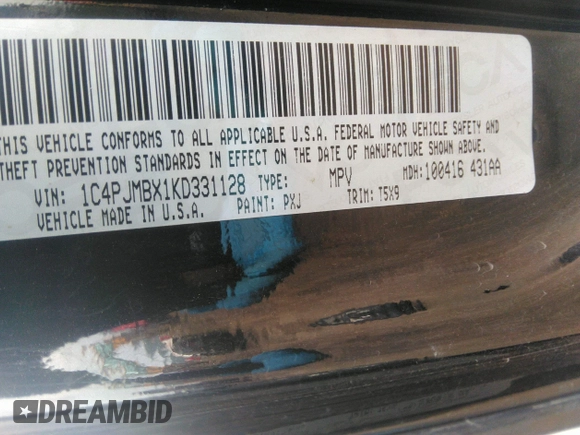 THIS VEHICLE CONFORMS TO ALL APPLICABLE U.S.A. FEDERAL MOTOR VEHICLE SAFETY AND
THEFT PREVENTION STANDARDS IN EFFECT ON THE DATE OF MANUFACTURE SHOWN ABOVE.
VIN: 1C4PJMBX1KD331128 TYPE: MPV MDH: 100416 431AA
VEHICLE MADE IN U.S.A. PAINT: PXJ TRIM: T5X9
DREAMBID